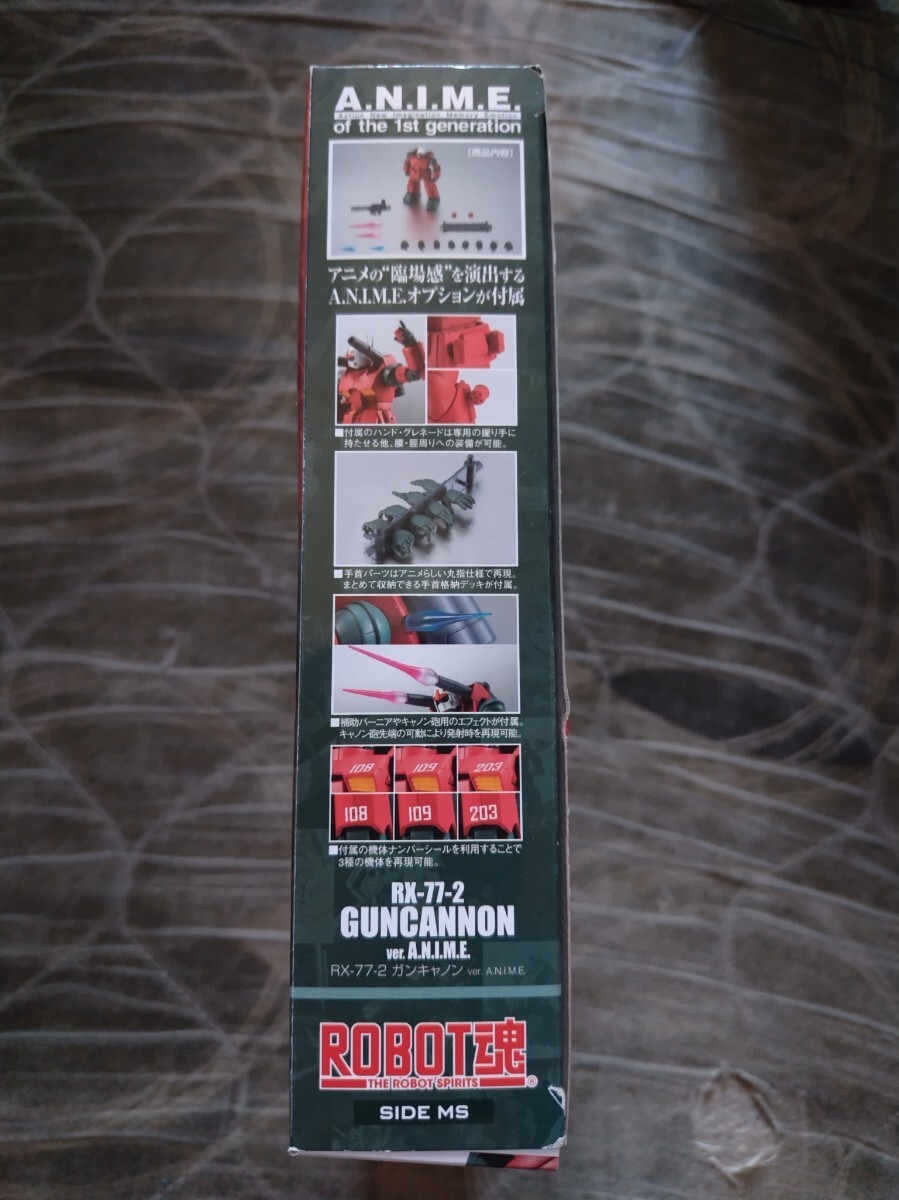 A.N.I.M.E.
Action New Imagination Memory Emotion
of the 1st generation
[商品内容]
アニメの“臨場感”を演出する
A.N.I.M.E.オプションが付属
■付属のハンド・グレネードは専用の握り手に
持たせる他、腰・脛周りへの装備が可能。
■手首パーツはアニメらしい丸指仕様で再現。
まとめて収納できる手首格納デッキが付属。
■補助バーニアやキャノン砲用のエフェクトが付属。
キャノン砲先端の可動により発射時を再現可能。
108 109 203
108 109 203
■付属の機体ナンバーシールを利用することで
3種の機体を再現可能。
RX-77-2
GUNCANNON
ver. A.N.I.M.E.
RX-77-2 ガンキャノン ver. A.N.I.M.E.
ROBOT魂
THE ROBOT SPIRITS ®
SIDE MS